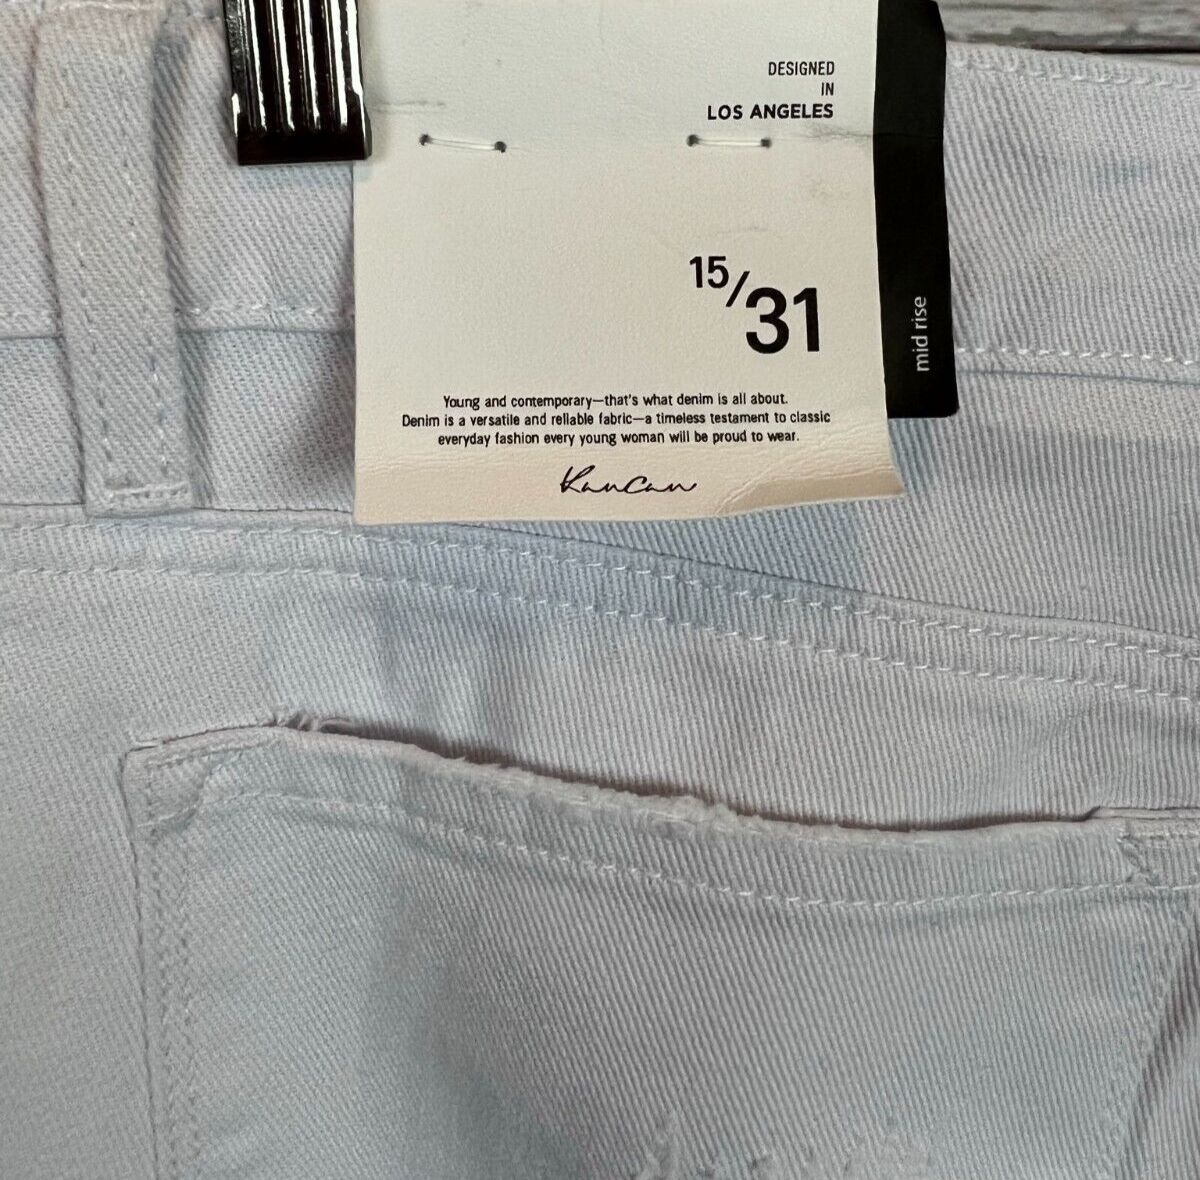 DESIGNED
IN
LOS ANGELES
15/31
mid rise
Young and contemporary—that's what denim is all about.
Denim is a versatile and reliable fabric—a timeless testament to classic
everyday fashion every young woman will be proud to wear.
KanCan